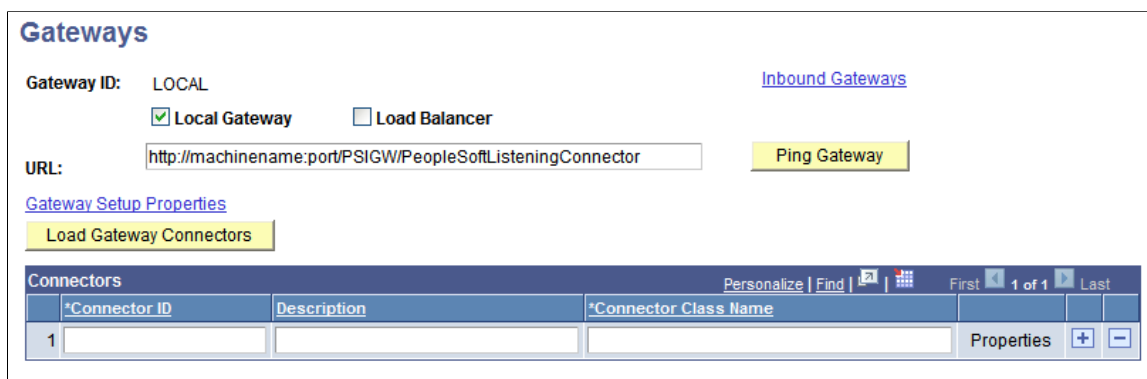 Gateways
Gateway ID: LOCAL Inbound Gateways
Local Gateway Load Balancer
URL: http://machinename:port/PSIGW/PeopleSoftListeningConnector Ping Gateway
Gateway Setup Properties
Load Gateway Connectors
Connectors Personalize | Find | | First 1 of 1 Last
*Connector ID Description *Connector Class Name
1 Properties